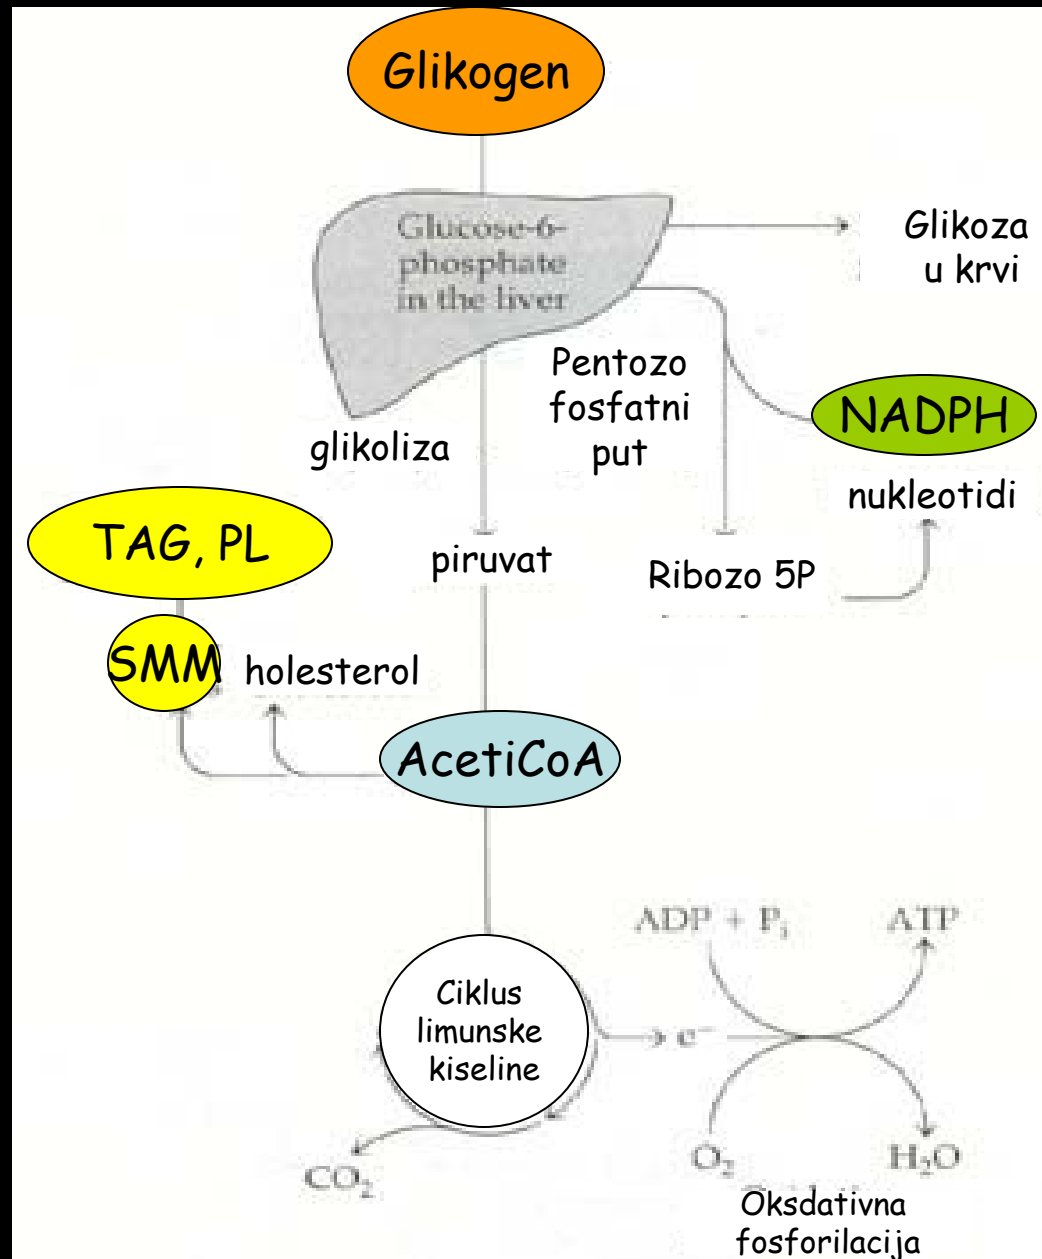 Glikogen
Glucose-6-
phosphate
in the liver
Glikoza
u krvi
Pentozo
fosfatni
put
NADPH
glikoliza
nukleotidi
TAG, PL
piruvat
Ribozo 5P
SMM
holesterol
AcetiCoA
ADP + Pi
ATP
Ciklus
limunske
kiseline
e⁻
CO₂
O₂
H₂O
Oksdativna
fosforilacija